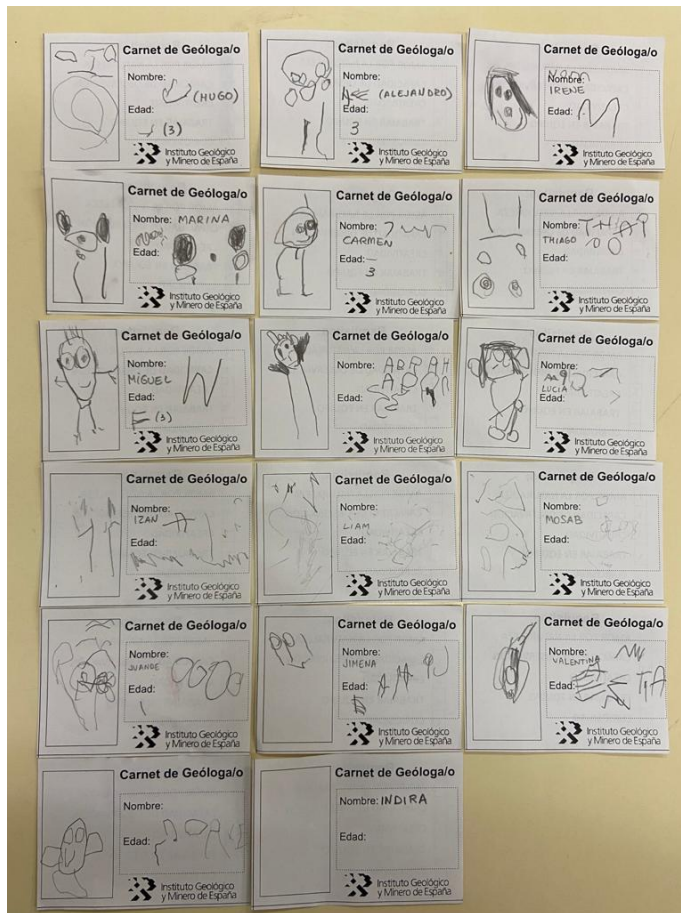 Carnet de Geóloga/o
Nombre:
(HUGO)
Edad:
(3)
Instituto Geológico
y Minero de España
Carnet de Geóloga/o
Nombre:
(ALEJANDRO)
Edad:
3
Instituto Geológico
y Minero de España
Carnet de Geóloga/o
Nombre:
IRENE
Edad:
Instituto Geológico
y Minero de España
Carnet de Geóloga/o
Nombre: MARINA
Edad:
Instituto Geológico
y Minero de España
Carnet de Geóloga/o
Nombre:
CARMEN
Edad:
3
Instituto Geológico
y Minero de España
Carnet de Geóloga/o
Nombre:
THIAGO
Edad:
Instituto Geológico
y Minero de España
Carnet de Geóloga/o
Nombre:
MIGUEL
Edad:
(3)
Instituto Geológico
y Minero de España
Carnet de Geóloga/o
Nombre: ABRAH
Edad:
Instituto Geológico
y Minero de España
Carnet de Geóloga/o
Nombre:
LUCIA
Edad:
Instituto Geológico
y Minero de España
Carnet de Geóloga/o
Nombre:
IZAN
Edad:
Instituto Geológico
y Minero de España
Carnet de Geóloga/o
Nombre:
LIAM
Edad:
Instituto Geológico
y Minero de España
Carnet de Geóloga/o
Nombre:
MOSAB
Edad:
Instituto Geológico
y Minero de España
Carnet de Geóloga/o
Nombre:
JUANDE
Edad:
Instituto Geológico
y Minero de España
Carnet de Geóloga/o
Nombre:
JIMENA
Edad:
Instituto Geológico
y Minero de España
Carnet de Geóloga/o
Nombre:
VALENTINA
Edad:
Instituto Geológico
y Minero de España
Carnet de Geóloga/o
Nombre:
Edad:
Instituto Geológico
y Minero de España
Carnet de Geóloga/o
Nombre: INDIRA
Edad:
Instituto Geológico
y Minero de España